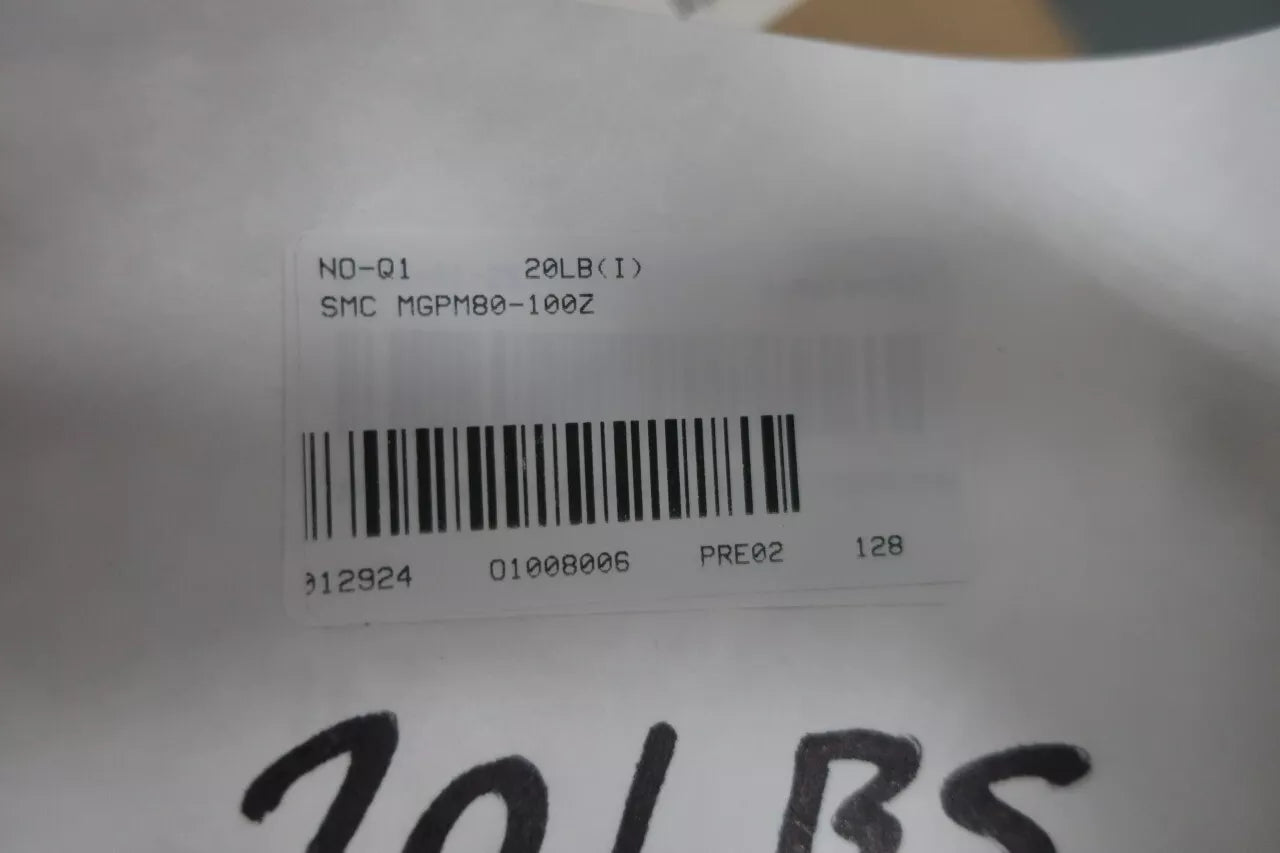 NO-Q1 20LB(I)
SMC MGPM80-100Z
012924 01008006 PRE02 128
20LBS